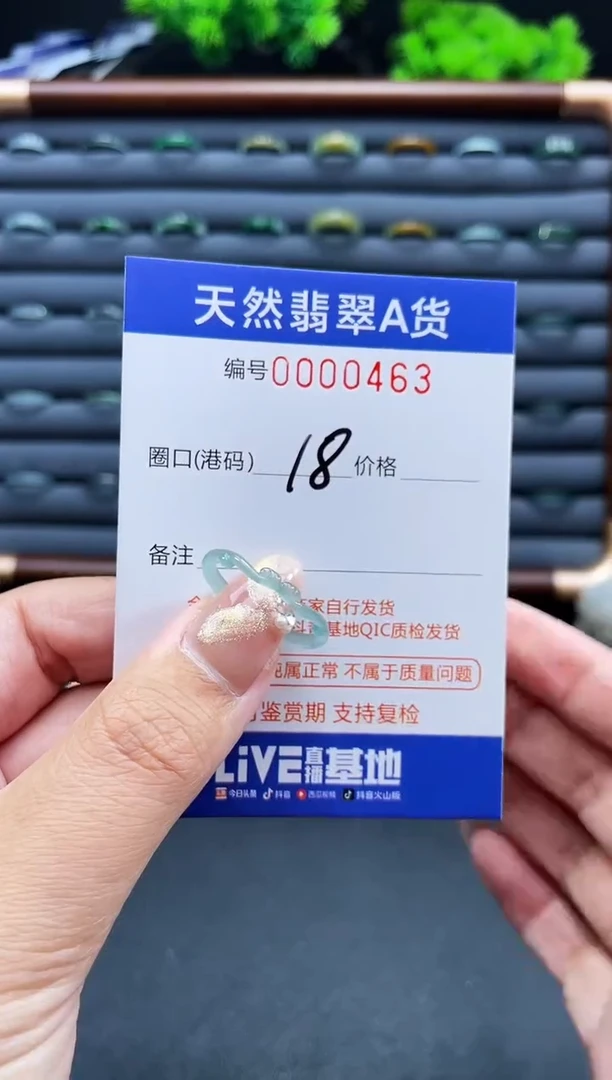 天然翡翠A货
编号0000463
圈口(港码) 18 价格
备注
家自行发货
基地QIC质检发货
属正常 不属于质量问题
鉴赏期 支持复检
LIVE直播基地
今日头条 抖音 西瓜视频 抖音火山版